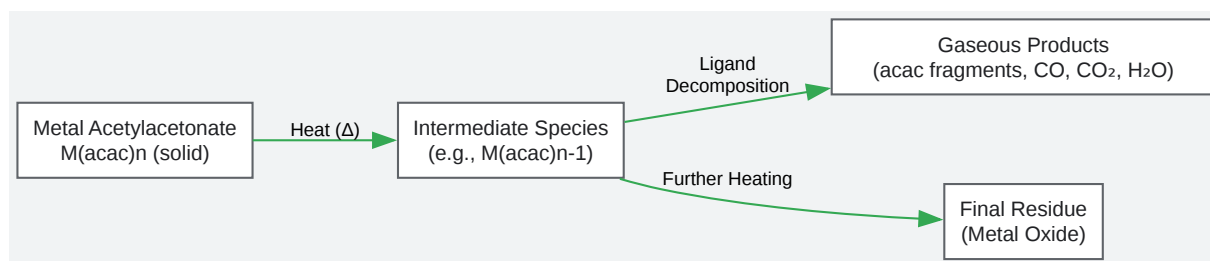 Metal Acetylacetonate
M(acac)n (solid)
Heat (Δ)
Intermediate Species
(e.g., M(acac)n-1)
Ligand
Decomposition
Gaseous Products
(acac fragments, CO, CO₂, H₂O)
Further Heating
Final Residue
(Metal Oxide)